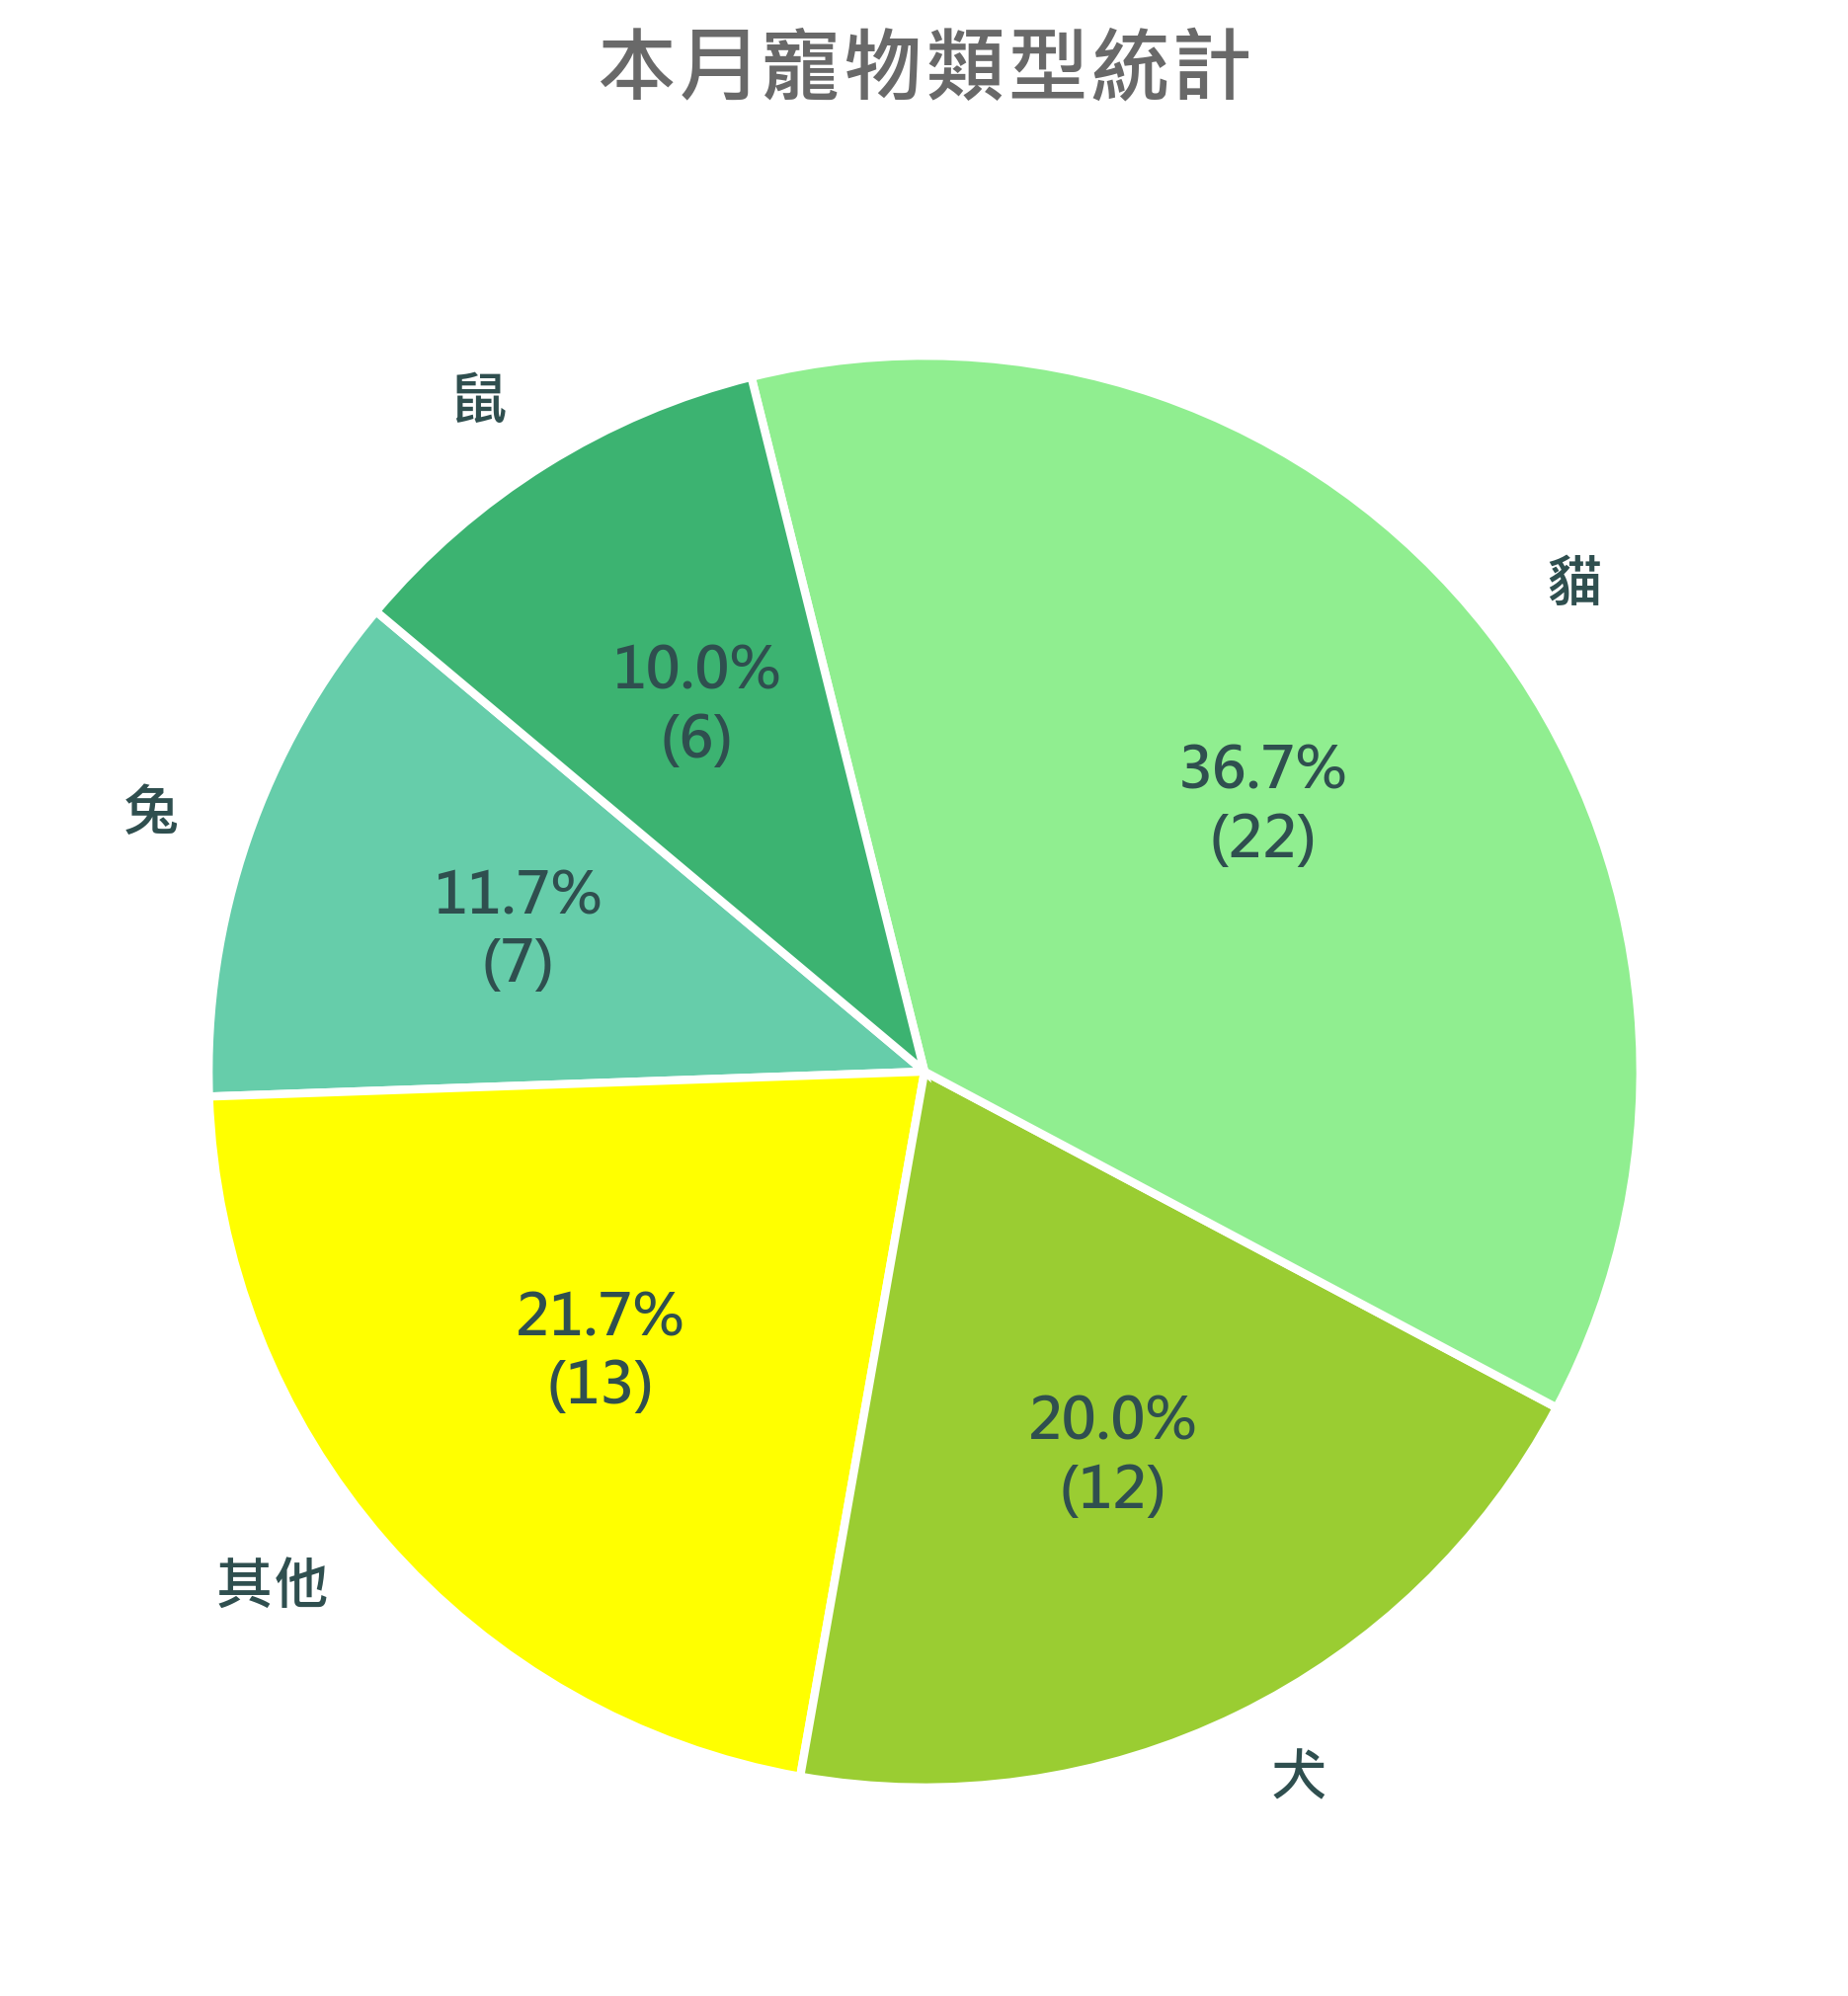 本月寵物類型統計
鼠
貓
10.0%
(6)
36.7%
(22)
兔
11.7%
(7)
21.7%
(13)
20.0%
(12)
其他
犬